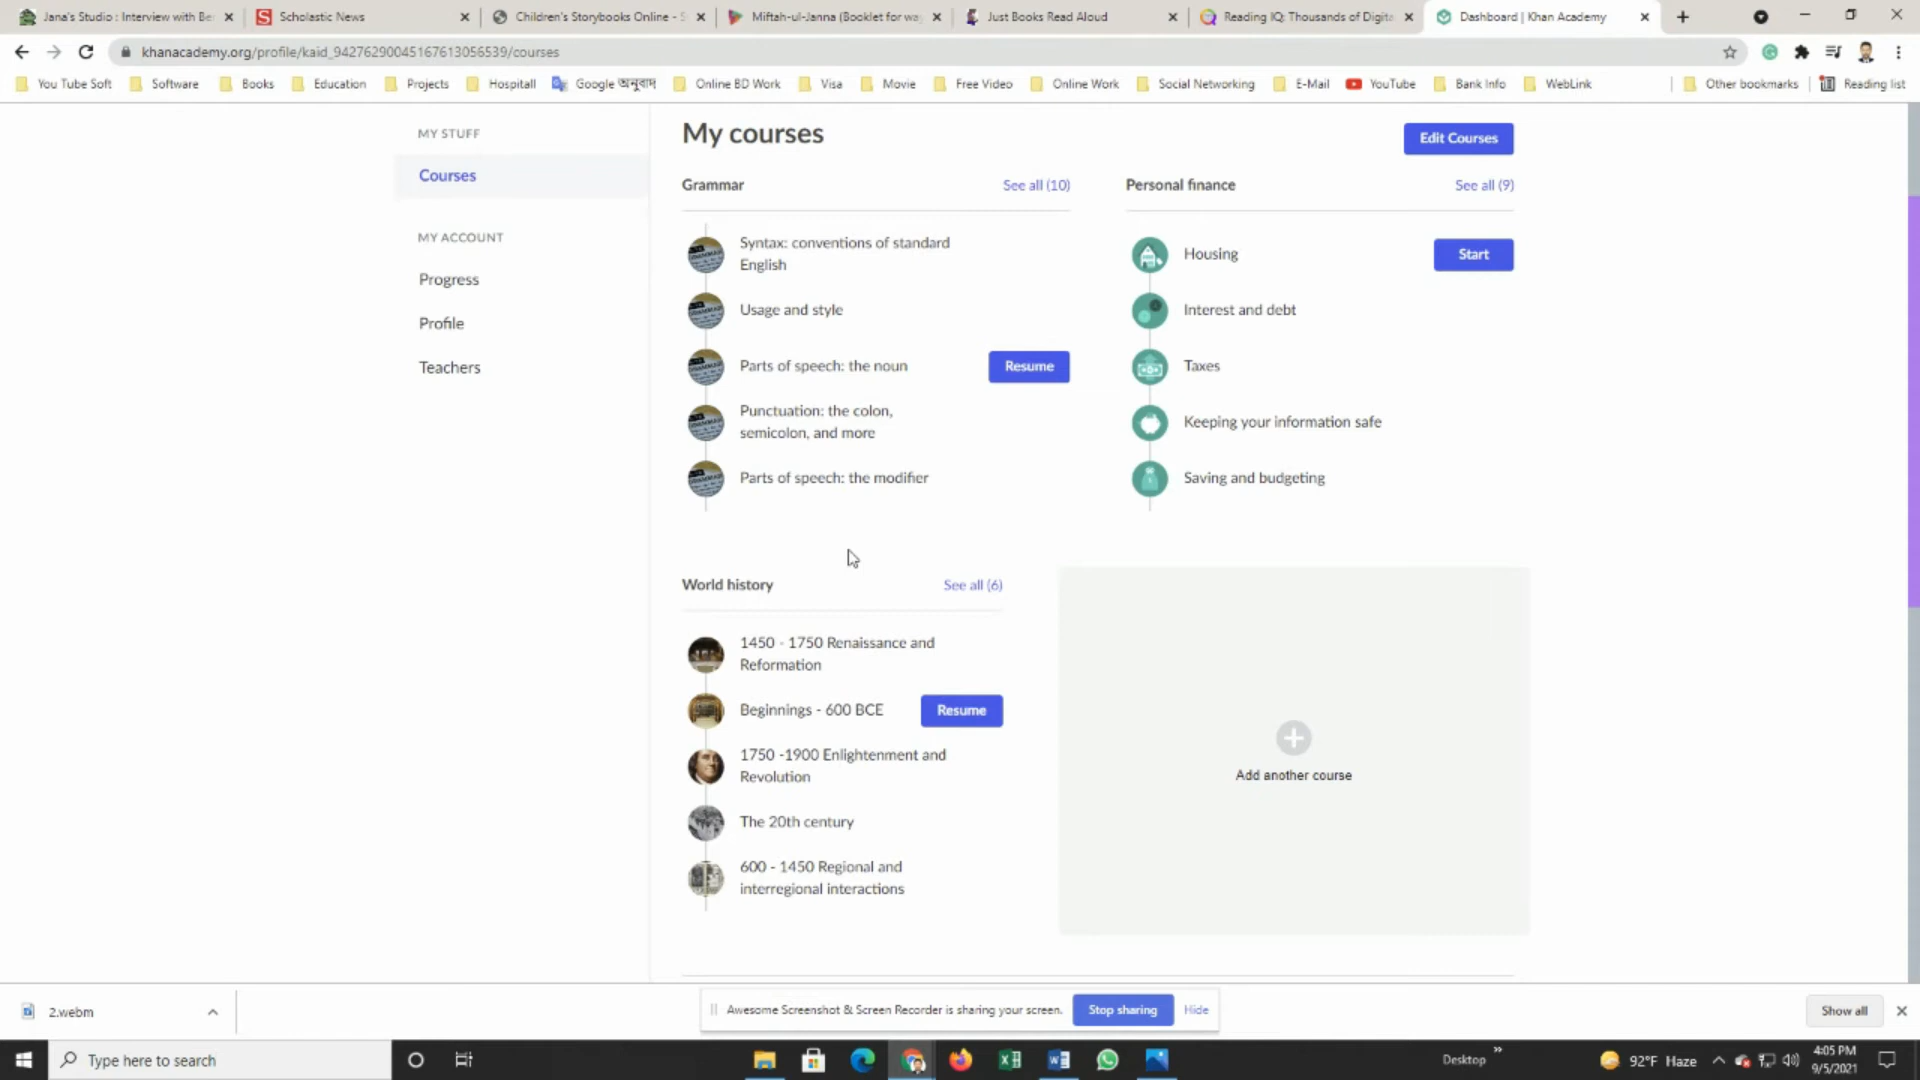 Jana's Studio : Interview with Be
Scholastic News
Children's Storybooks Online - S
Miftah-ul-Janna (Booklet for wa
Just Books Read Aloud
Reading IQ: Thousands of Digita
Dashboard | Khan Academy
khanacademy.org/profile/kaid_94276290045167613056539/courses
You Tube Soft
Software
Books
Education
Projects
Hospitall
Google অনুবাদ
Online BD Work
Visa
Movie
Free Video
Online Work
Social Networking
E-Mail
YouTube
Bank Info
WebLink
Other bookmarks
Reading list
MY STUFF
Courses
MY ACCOUNT
Progress
Profile
Teachers
My courses
Edit Courses
Grammar
See all (10)
Syntax: conventions of standard
English
Usage and style
Parts of speech: the noun
Resume
Punctuation: the colon,
semicolon, and more
Parts of speech: the modifier
Personal finance
See all (9)
Housing
Start
Interest and debt
Taxes
Keeping your information safe
Saving and budgeting
World history
See all (6)
1450 - 1750 Renaissance and
Reformation
Beginnings - 600 BCE
Resume
1750 -1900 Enlightenment and
Revolution
The 20th century
600 - 1450 Regional and
interregional interactions
Add another course
2.webm
Awesome Screenshot & Screen Recorder is sharing your screen.
Stop sharing
Hide
Show all
Type here to search
Desktop
92°F Haze
4:05 PM
9/5/2021